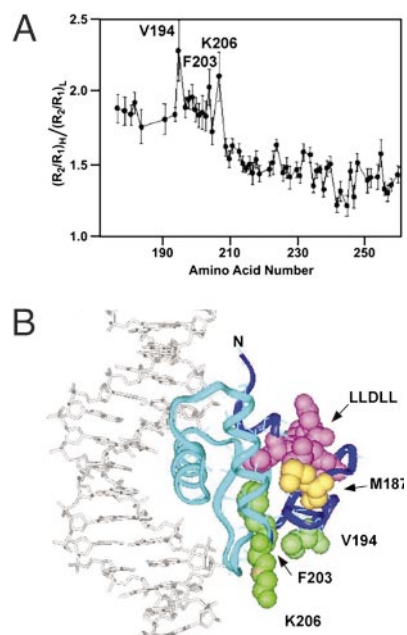 A
2.5
V194
K206
F203
2.0
1.5
1.0
(R2/R1)H/(R2/R1)L
190 210 230 250
Amino Acid Number
B
N
LLDLL
M187
V194
F203
K206